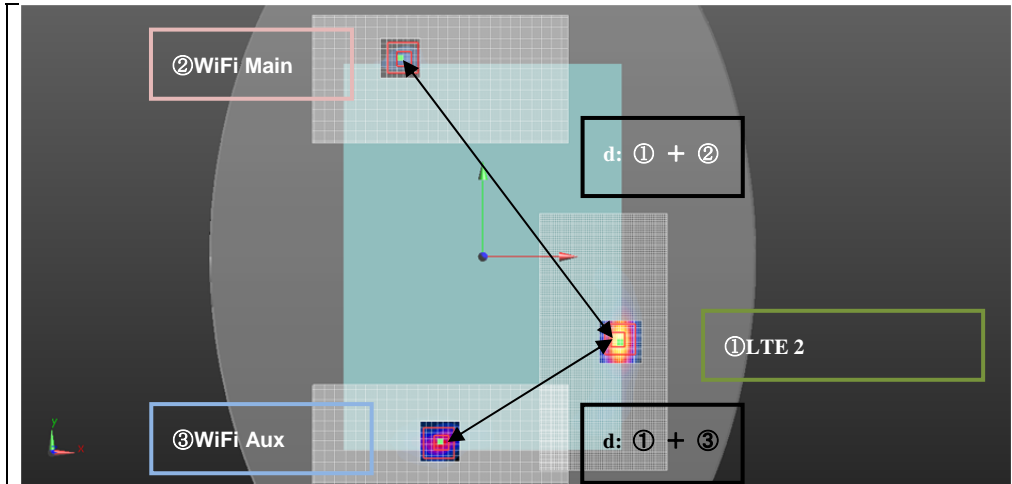 ②WiFi Main
d: ① + ②
①LTE 2
③WiFi Aux
d: ① + ③
y
x